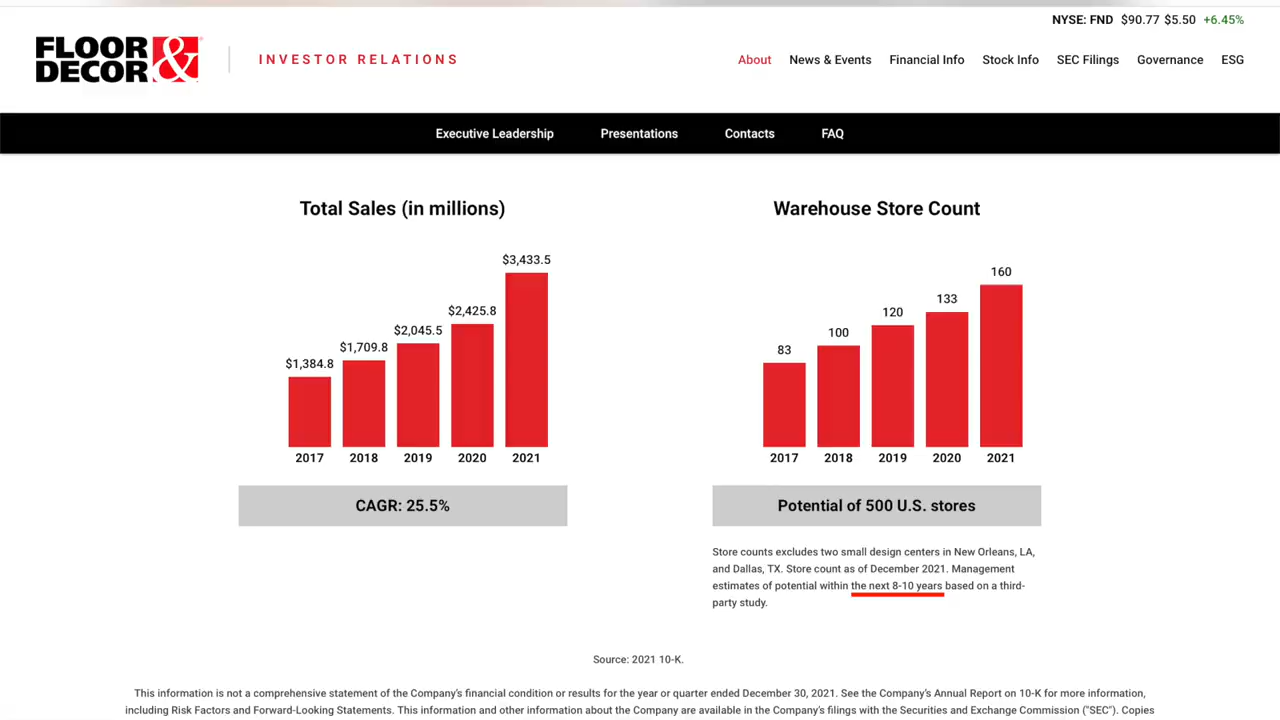 NYSE: FND $90.77 $5.50 +6.45%
FLOOR & DECOR
INVESTOR RELATIONS
About News & Events Financial Info Stock Info SEC Filings Governance ESG
Executive Leadership Presentations Contacts FAQ
Total Sales (in millions)
$3,433.5
$2,425.8
$2,045.5
$1,709.8
$1,384.8
2017 2018 2019 2020 2021
CAGR: 25.5%
Warehouse Store Count
160
133
120
100
83
2017 2018 2019 2020 2021
Potential of 500 U.S. stores
Store counts excludes two small design centers in New Orleans, LA,
and Dallas, TX. Store count as of December 2021. Management
estimates of potential within the next 8-10 years based on a third-
party study.
Source: 2021 10-K.
This information is not a comprehensive statement of the Company's financial condition or results for the year or quarter ended December 30, 2021. See the Company's Annual Report on 10-K for more information,
including Risk Factors and Forward-Looking Statements. This information and other information about the Company are available in the Company's filings with the Securities and Exchange Commission ("SEC"). Copies